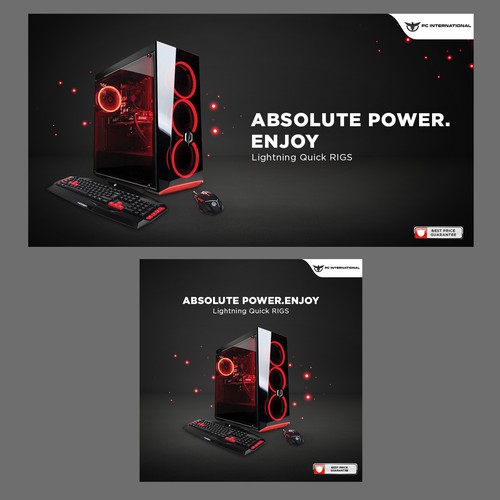 PC INTERNATIONAL
ABSOLUTE POWER.
ENJOY
Lightning Quick RIGS
BEST PRICE
GUARANTEE
PC INTERNATIONAL
ABSOLUTE POWER.ENJOY
Lightning Quick RIGS
BEST PRICE
GUARANTEE